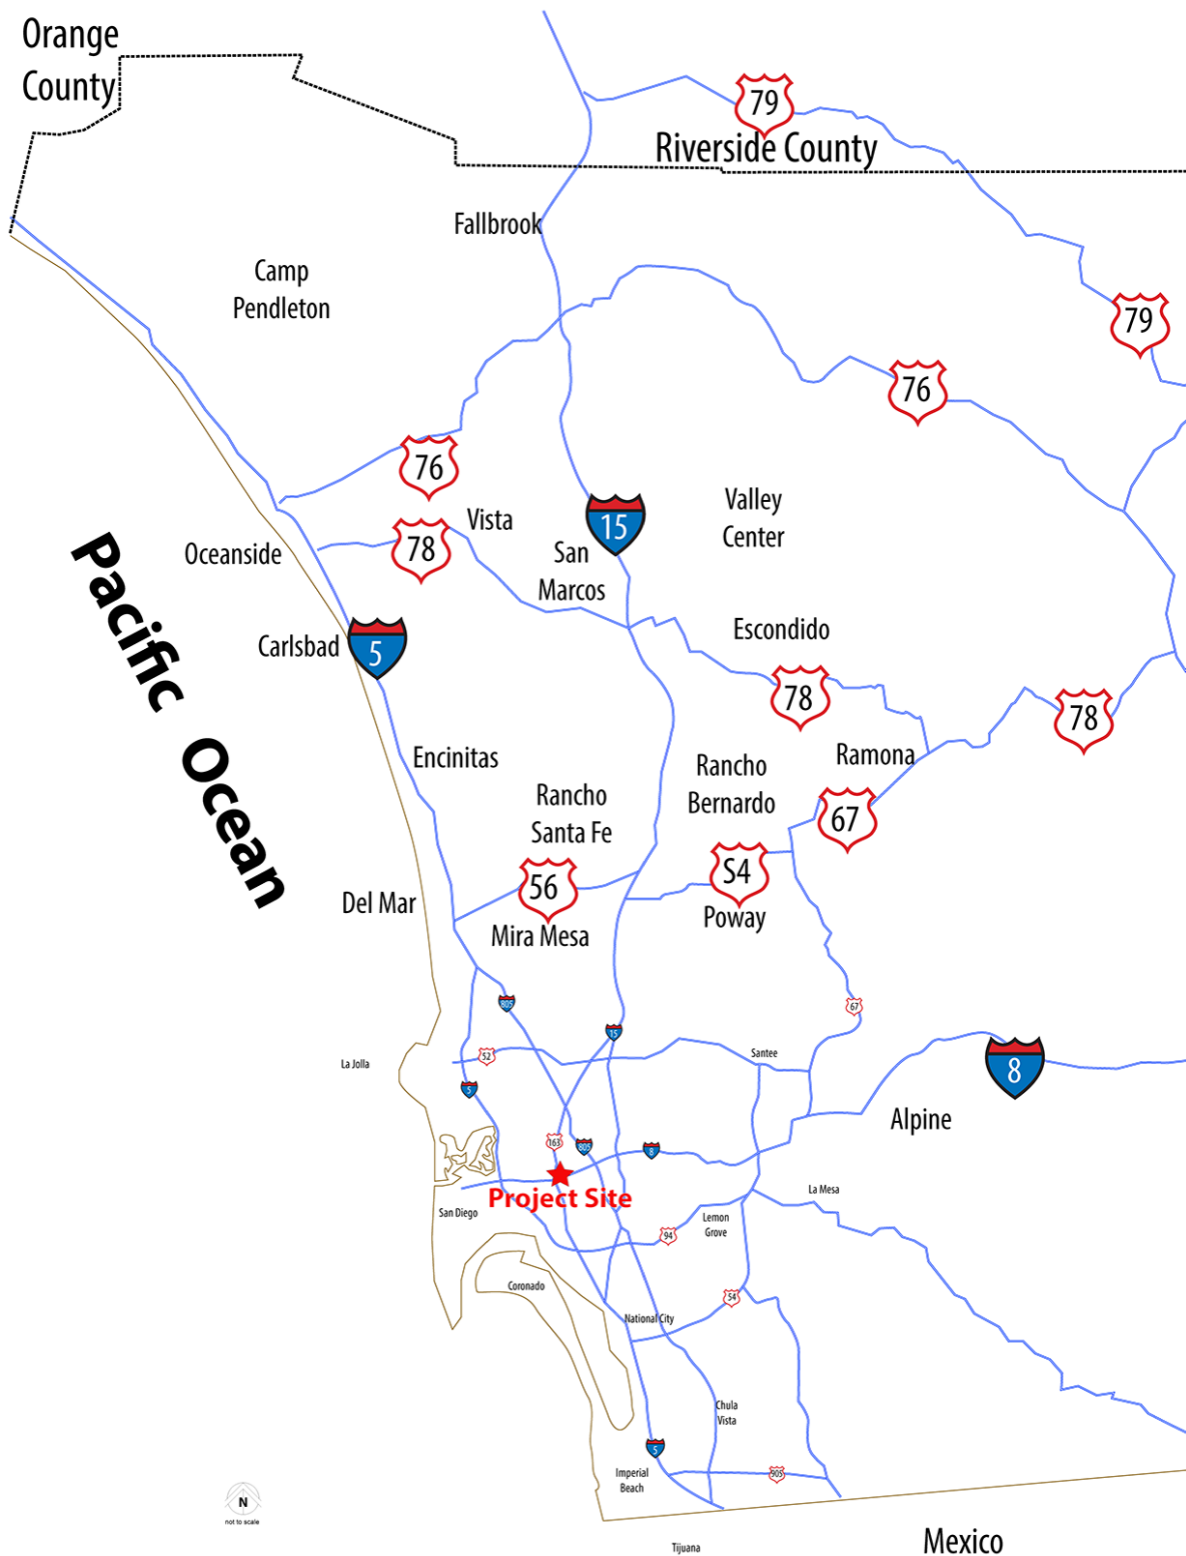 Orange
County
79
Riverside County
Fallbrook
Camp
Pendleton
79
76
76
Valley
Center
15
Vista
78
San
Marcos
Oceanside
Pacific Ocean
Escondido
Carlsbad
5
78
78
Encinitas
Ramona
Rancho
Bernardo
Rancho
Santa Fe
67
S4
56
Del Mar
Poway
Mira Mesa
805
67
15
52
Santee
La Jolla
8
5
Alpine
163
805
8
Project Site
La Mesa
San Diego
Lemon
Grove
94
Coronado
54
National City
Chula
Vista
5
Imperial
Beach
905
N
not to scale
Mexico
Tijuana